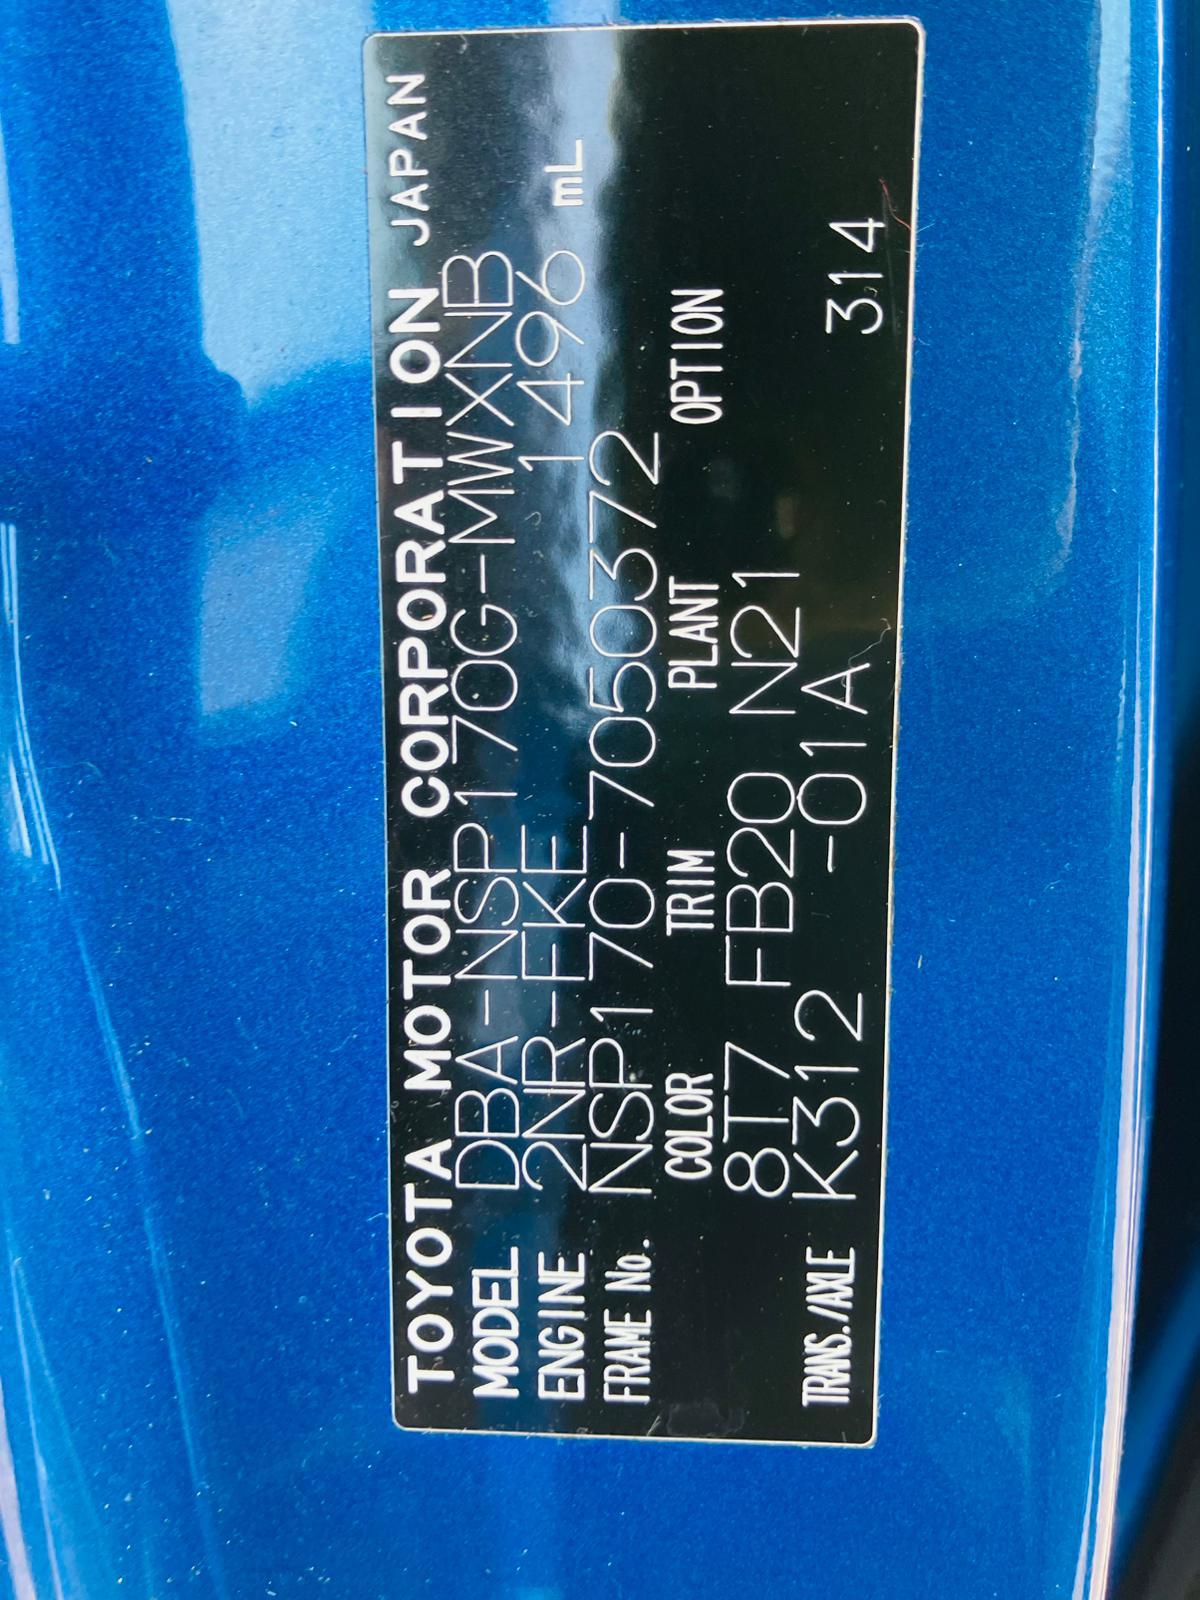 TOYOTA MOTOR CORPORATION JAPAN
MODEL DBA-NSP170G-MWXNB
ENGINE 2NR-FKE 1496 mL
FRAME No. NSP170-7050372
COLOR TRIM PLANT OPTION
8T7 FB20 N21
TRANS./AXLE K312 -01A 314